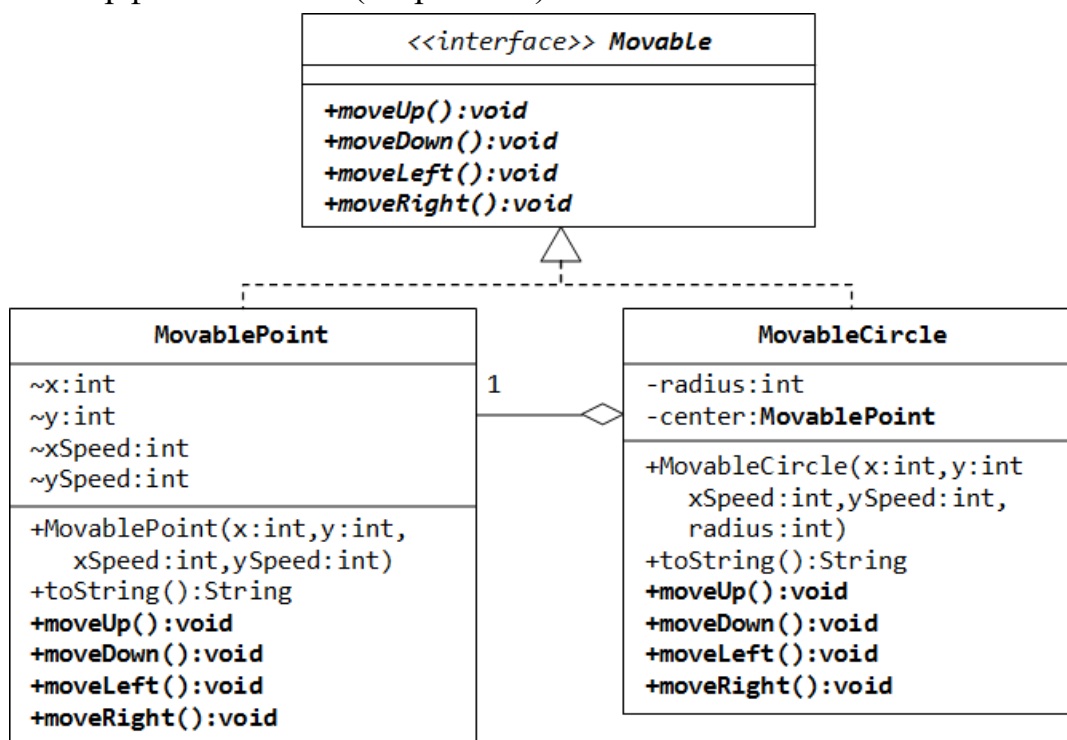 <<interface>> Movable
+moveUp():void
+moveDown():void
+moveLeft():void
+moveRight():void
MovablePoint
~x:int
~y:int
~xSpeed:int
~ySpeed:int
+MovablePoint(x:int,y:int,
xSpeed:int,ySpeed:int)
+toString():String
+moveUp():void
+moveDown():void
+moveLeft():void
+moveRight():void
1
MovableCircle
-radius:int
-center:MovablePoint
+MovableCircle(x:int,y:int
xSpeed:int,ySpeed:int,
radius:int)
+toString():String
+moveUp():void
+moveDown():void
+moveLeft():void
+moveRight():void